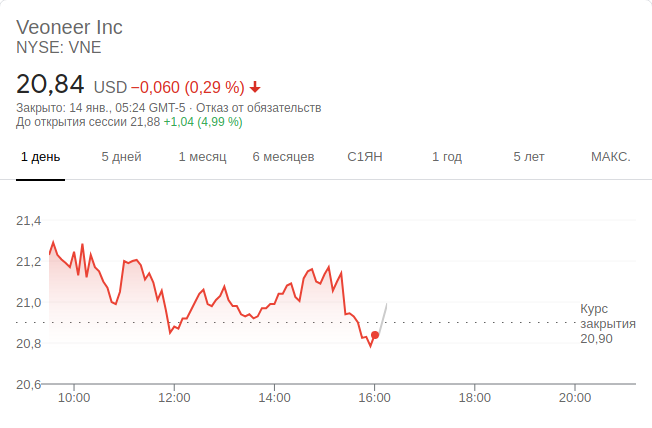 Veoneer Inc
NYSE: VNE
20,84 USD −0,060 (0,29 %)
Закрыто: 14 янв., 05:24 GMT-5 · Отказ от обязательств
До открытия сессии 21,88 +1,04 (4,99 %)
1 день 5 дней 1 месяц 6 месяцев С1ЯН 1 год 5 лет МАКС.
21,4
21,2
21,0
20,8
20,6
Курс
закрытия
20,90
10:00 12:00 14:00 16:00 18:00 20:00